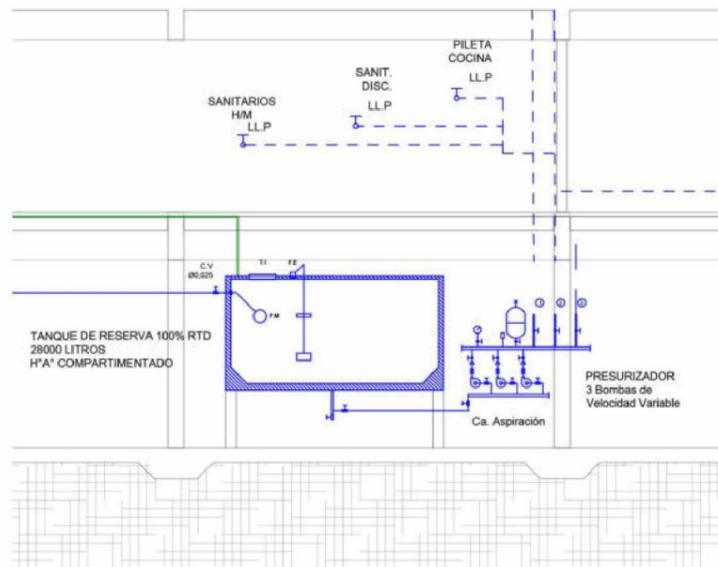 PILETA
COCINA
LL.P
SANIT.
DISC.
LL.P
SANITARIOS
H/M
LL.P
C.V
Ø0,025
T.I
F.E
F.M
1
2
3
TANQUE DE RESERVA 100% RTD
28000 LITROS
H"A" COMPARTIMENTADO
PRESURIZADOR
3 Bombas de
Velocidad Variable
Ca. Aspiración